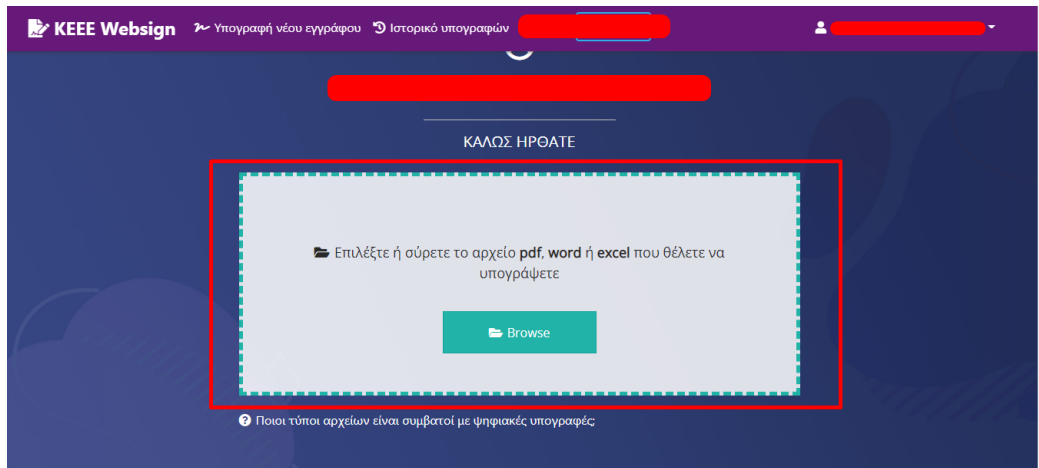 KEEE Websign Υπογραφή νέου εγγράφου Ιστορικό υπογραφών
ΚΑΛΩΣ ΗΡΘΑΤΕ
Επιλέξτε ή σύρετε το αρχείο pdf, word ή excel που θέλετε να
υπογράψετε
Browse
Ποιοι τύποι αρχείων είναι συμβατοί με ψηφιακές υπογραφές;